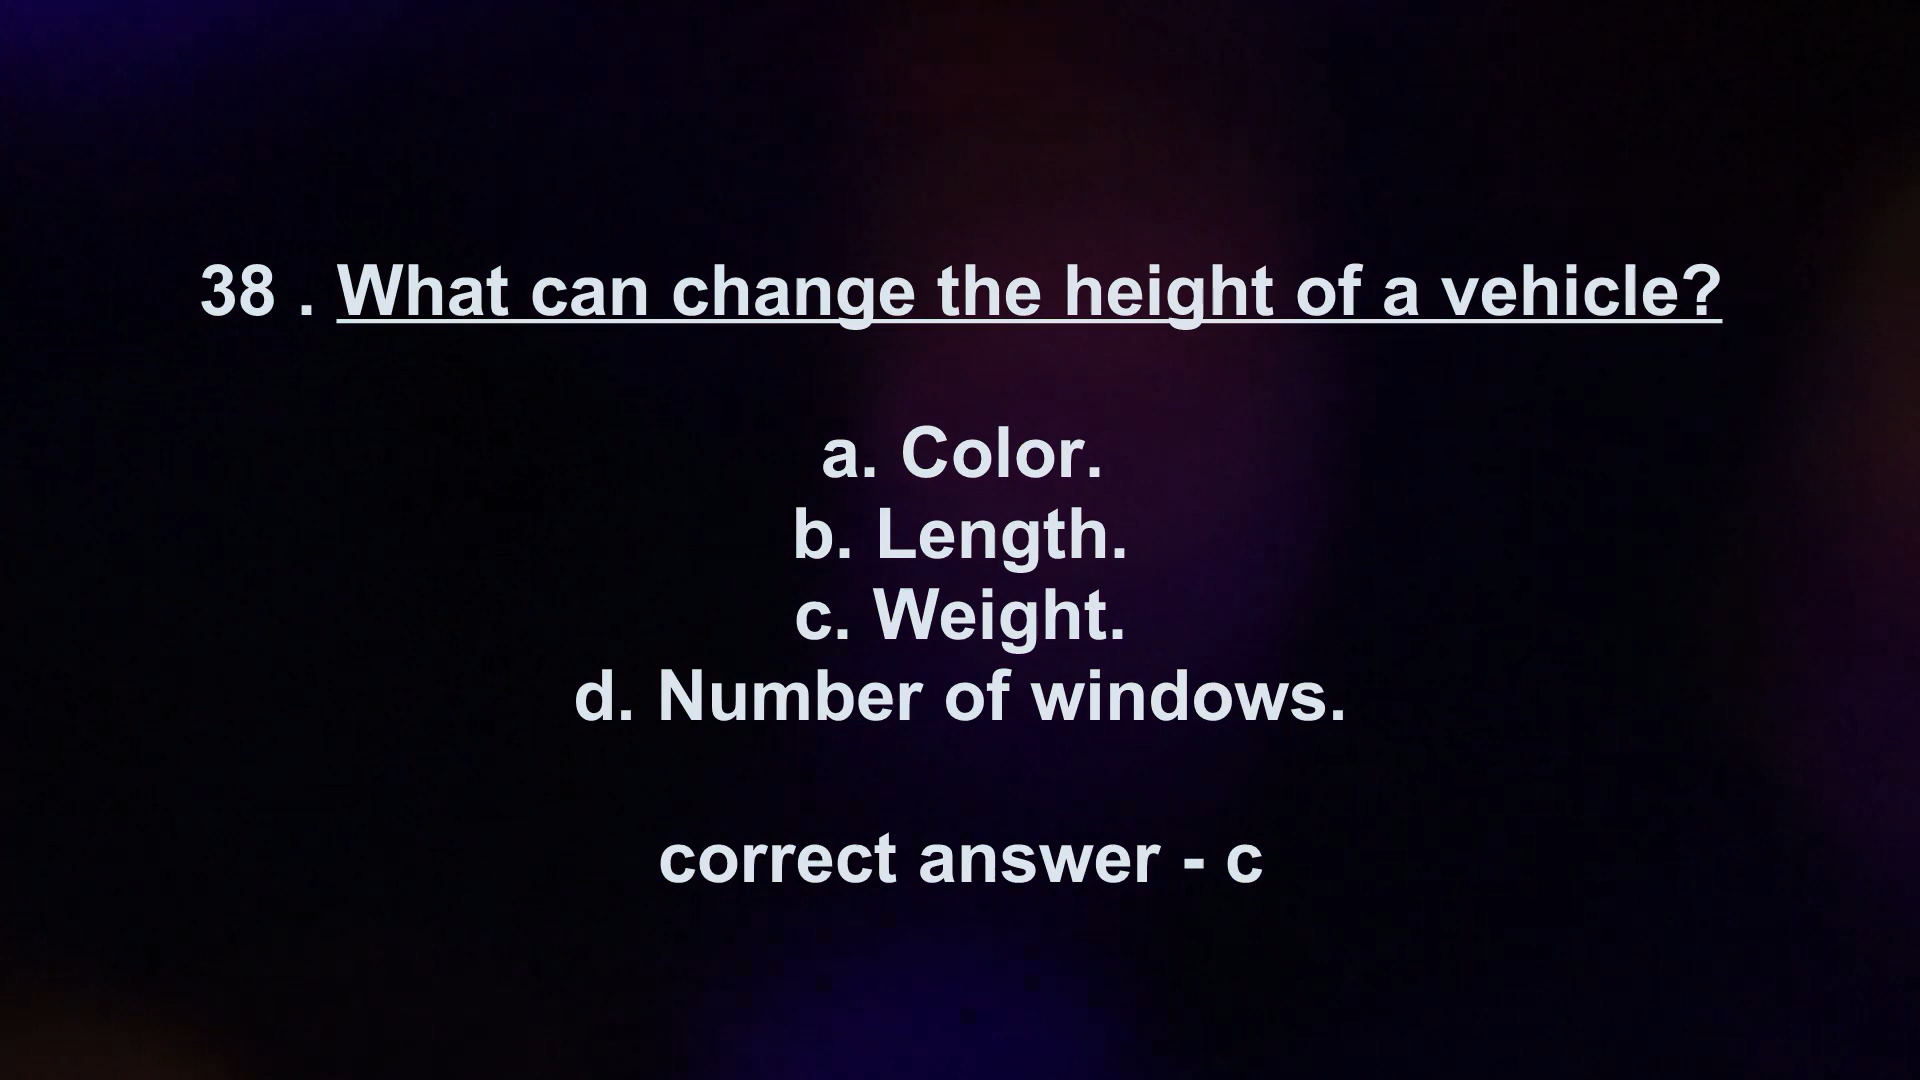 38 . What can change the height of a vehicle?
a. Color.
b. Length.
c. Weight.
d. Number of windows.
correct answer - c